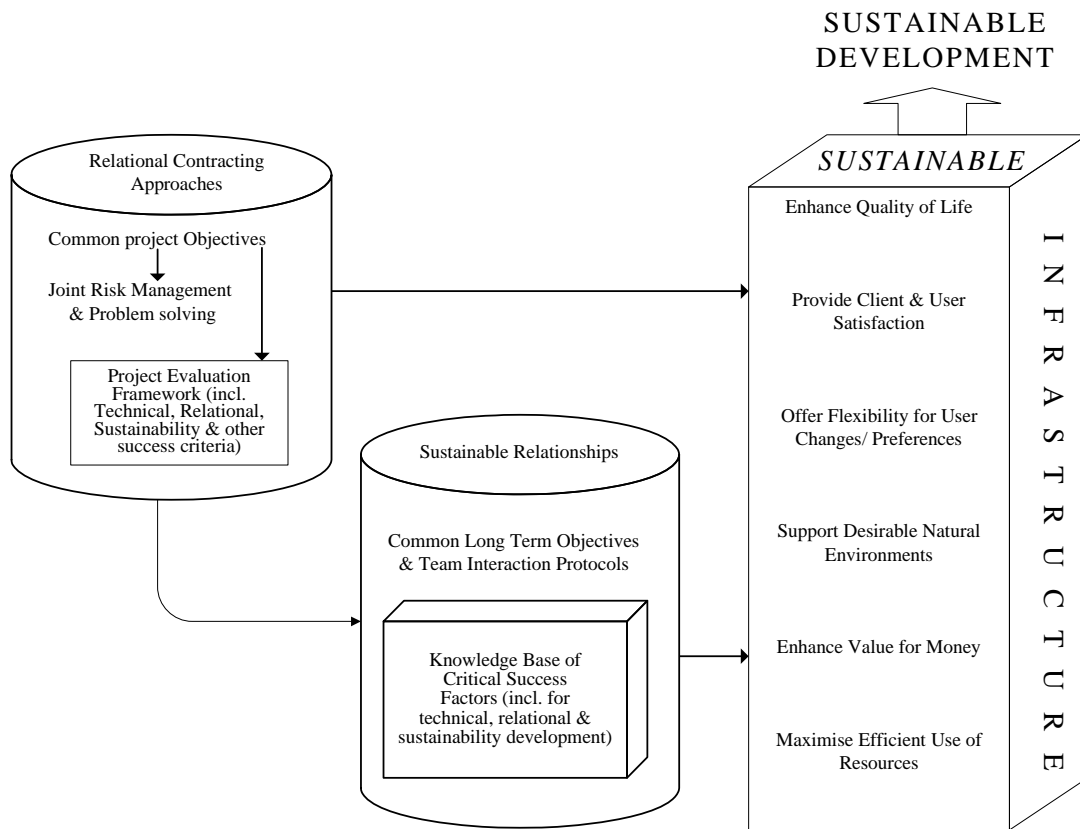 SUSTAINABLE
DEVELOPMENT
Relational Contracting
Approaches
Common project Objectives
Joint Risk Management
& Problem solving
Project Evaluation
Framework (incl.
Technical, Relational,
Sustainability & other
success criteria)
Sustainable Relationships
Common Long Term Objectives
& Team Interaction Protocols
Knowledge Base of
Critical Success
Factors (incl. for
technical, relational &
sustainability development)
SUSTAINABLE
Enhance Quality of Life
Provide Client & User
Satisfaction
Offer Flexibility for User
Changes/ Preferences
Support Desirable Natural
Environments
Enhance Value for Money
Maximise Efficient Use of
Resources
INFRASTRUCTURE